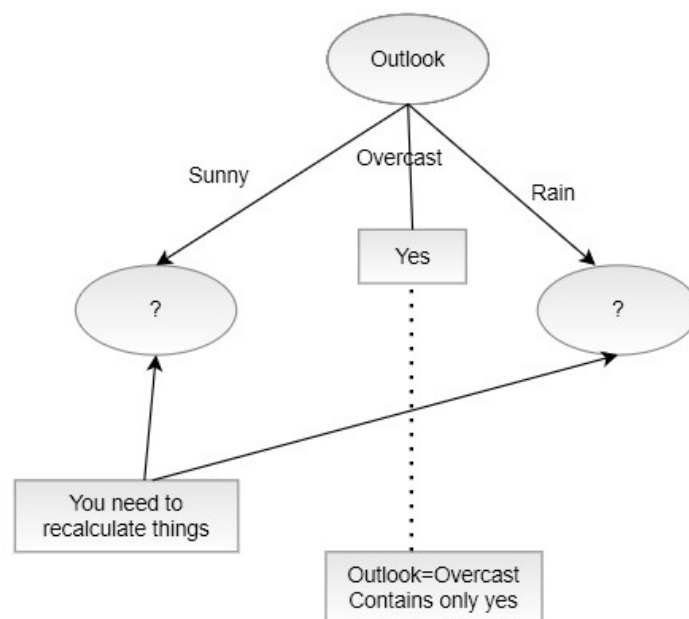 Outlook
Sunny
Overcast
Rain
Yes
?
?
You need to
recalculate things
Outlook=Overcast
Contains only yes